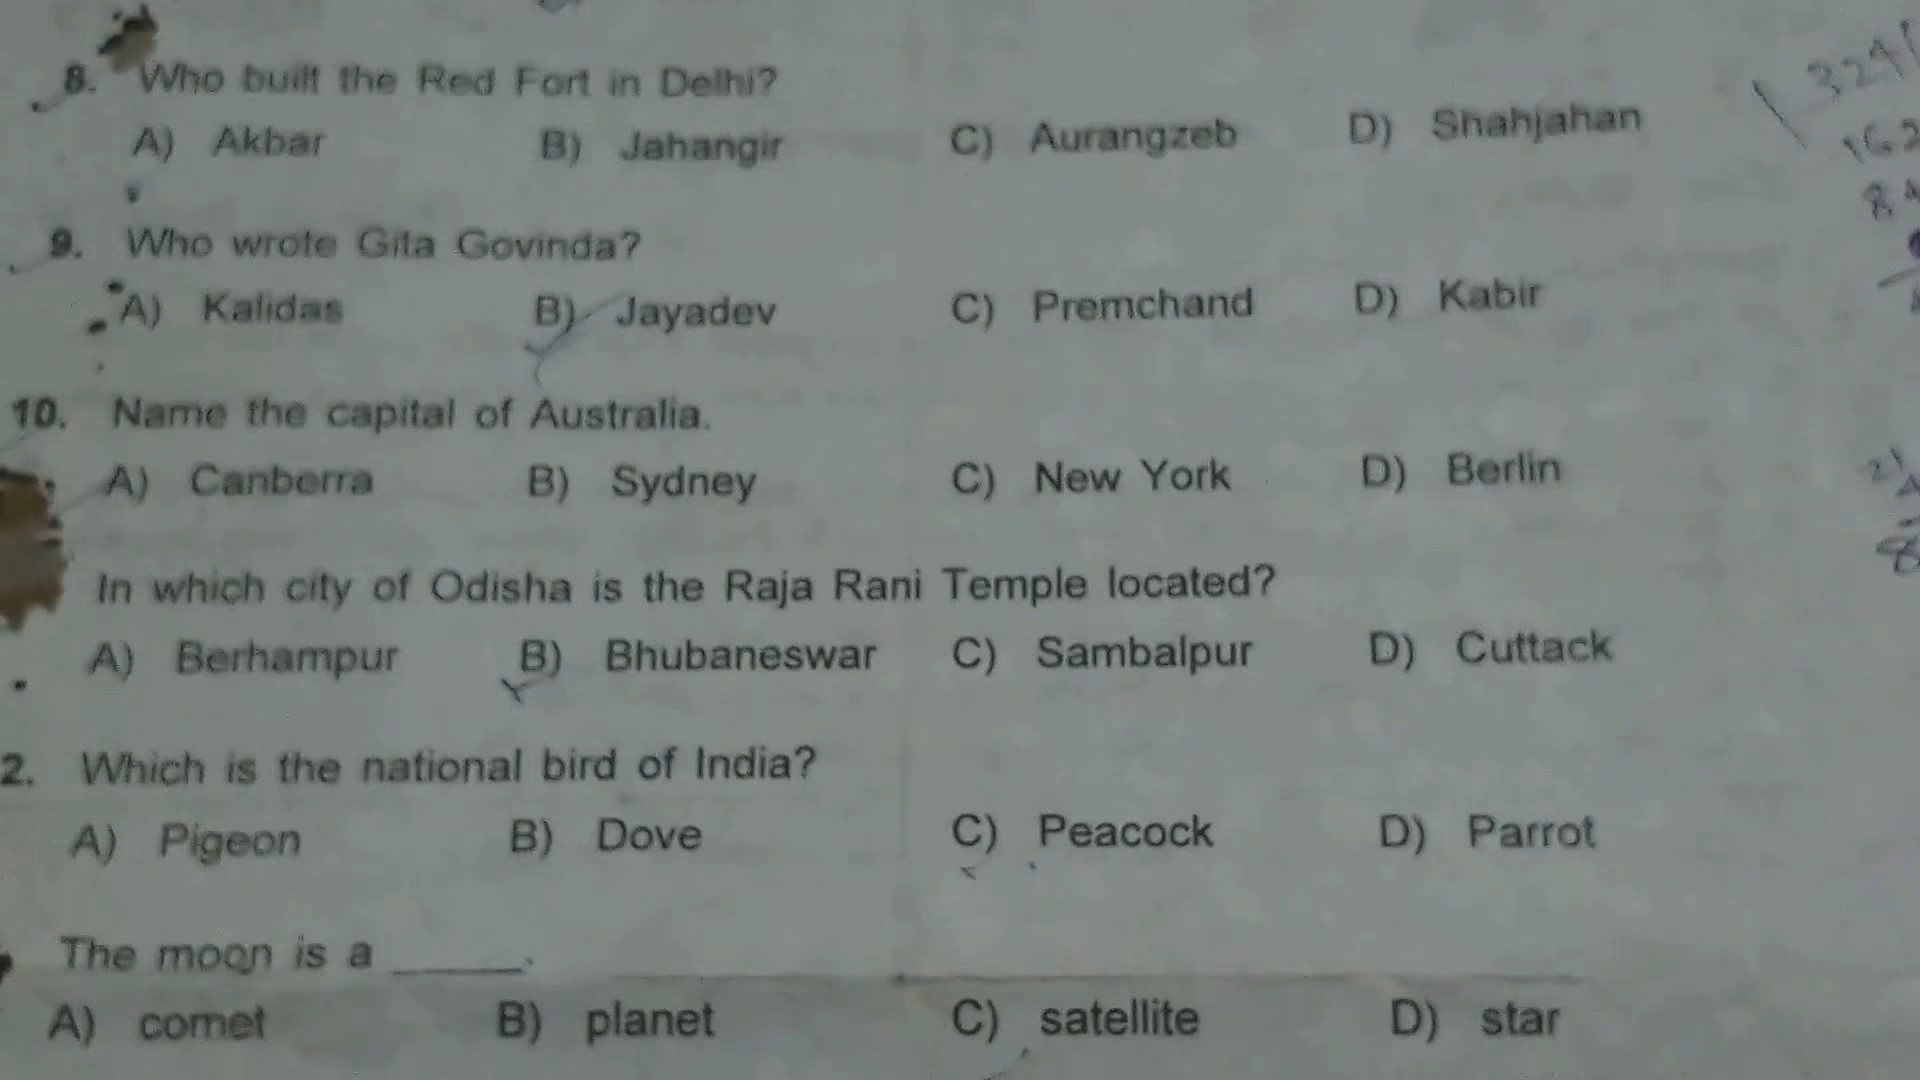 8. Who built the Red Fort in Delhi?
A) Akbar B) Jahangir C) Aurangzeb D) Shahjahan
9. Who wrote Gita Govinda?
A) Kalidas B) Jayadev C) Premchand D) Kabir
10. Name the capital of Australia.
A) Canberra B) Sydney C) New York D) Berlin
In which city of Odisha is the Raja Rani Temple located?
A) Berhampur B) Bhubaneswar C) Sambalpur D) Cuttack
2. Which is the national bird of India?
A) Pigeon B) Dove C) Peacock D) Parrot
The moon is a ______.
A) comet B) planet C) satellite D) star